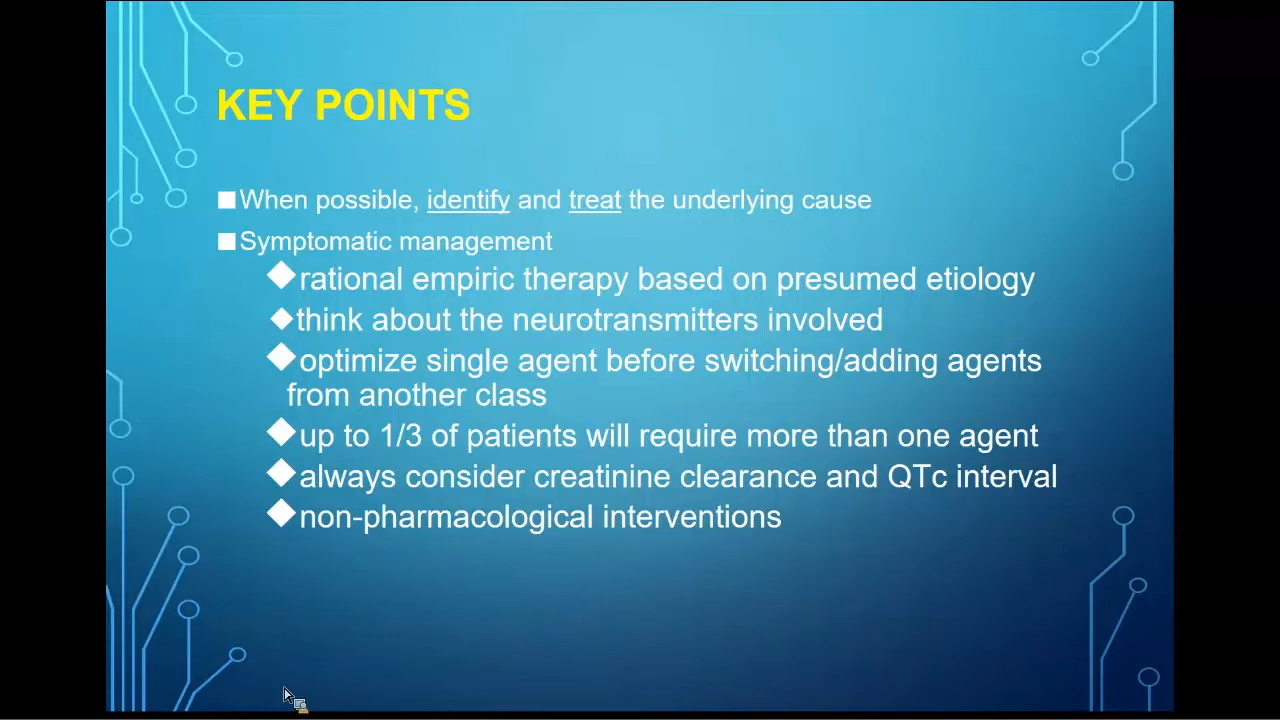 KEY POINTS
When possible, identify and treat the underlying cause
Symptomatic management
rational empiric therapy based on presumed etiology
think about the neurotransmitters involved
optimize single agent before switching/adding agents
from another class
up to 1/3 of patients will require more than one agent
always consider creatinine clearance and QTc interval
non-pharmacological interventions